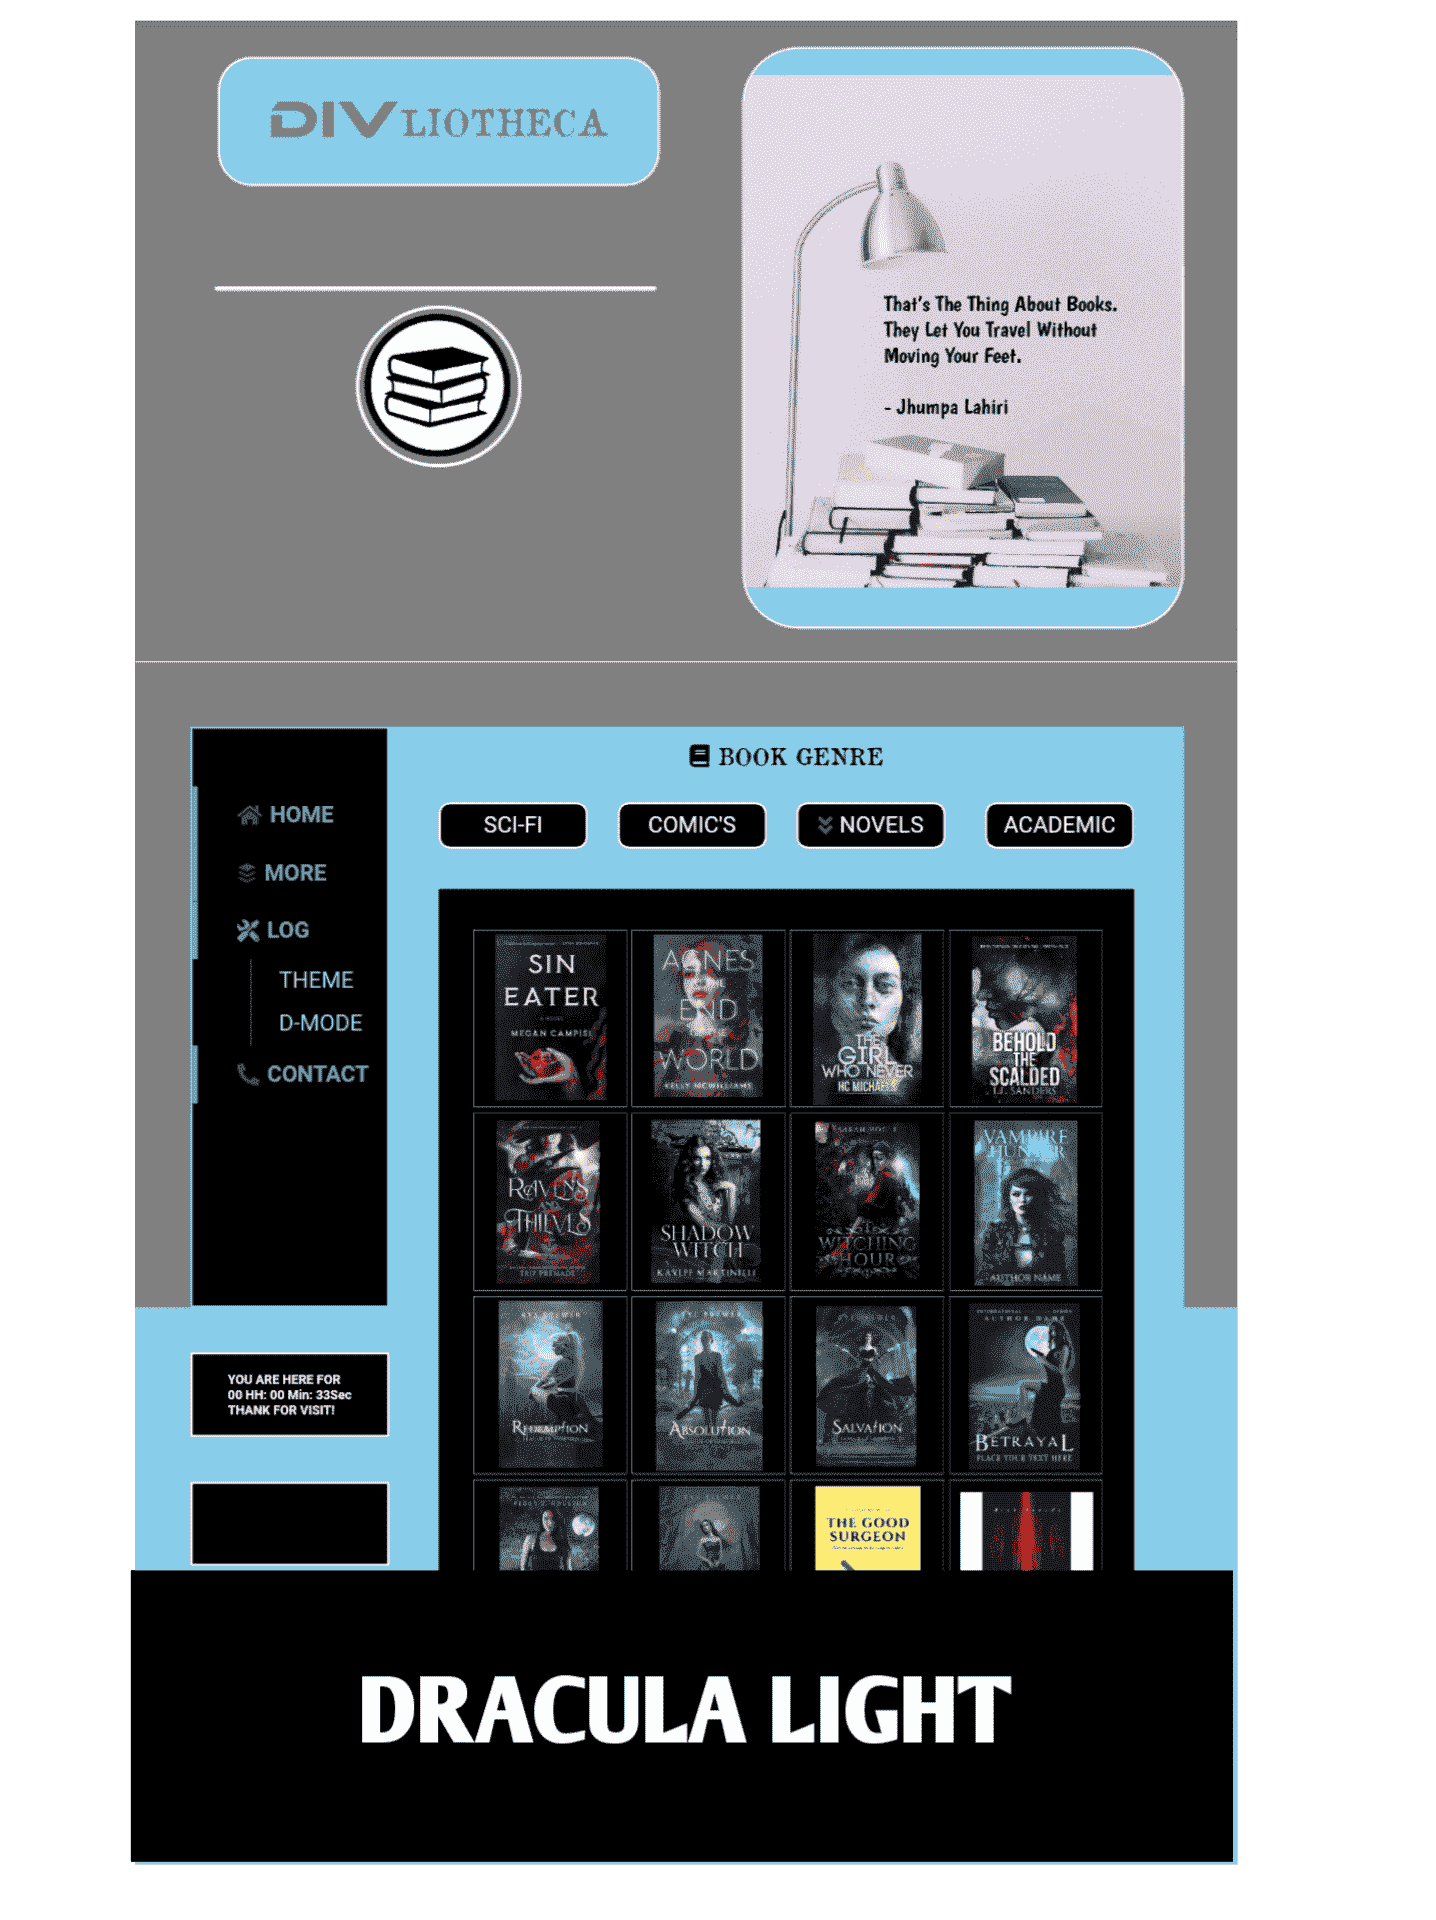 DIVLIOTHECA
That's The Thing About Books.
They Let You Travel Without
Moving Your Feet.
- Jhumpa Lahiri
BOOK GENRE
HOME
MORE
LOG
THEME
D-MODE
CONTACT
SCI-FI
COMIC'S
NOVELS
ACADEMIC
SIN
EATER
A NOVEL
MEGAN CAMPISI
AGNES
END
WORLD
KELLY MCWILLIAMS
THE
GIRL
WHO NEVER
HC MICHAELS
BEHOLD
THE
SCALDED
T.J. SANDERS
RAVENS
AND
THIEVES
SHADOW
WITCH
KAYLEE MARTINELLI
WITCHING
HOUR
VAMPIRE
HUNTER
AUTHOR NAME
REDEMPTION
ABSOLUTION
SALVATION
AUTHOR NAME
BETRAYAL
PLACE YOUR TEXT HERE
THE GOOD
SURGEON
YOU ARE HERE FOR
00 HH: 00 Min: 33Sec
THANK FOR VISIT!
DRACULA LIGHT